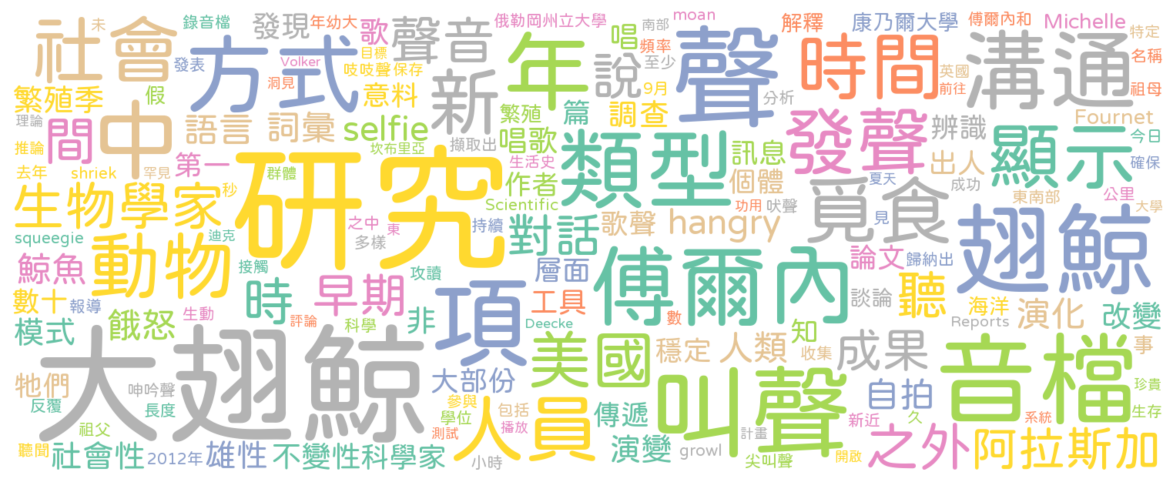 社會 未 錄音檔 發現 年幼大 歌 聲音 俄勒岡州立大學 唱 moan 南部 解釋 康乃爾大學 傅爾內和 Michelle 特定
發表 方式 Volker 目標 吱吱聲 保存 年 說 頻率 至少 聲 時間 英國 前往 溝通 名稱 祖母
繁殖季 洞見 假 意料 新 繁殖 篇 調查 9月 分析 Fournet
理論 間 中 語言 詞彙 selfie 擷取出 唱歌 類型 發聲 辨識 顯示 今日
推論 去年 shriek 罕見 第一 坎布里亞 生活史 訊息 出人 確保
生物學家 秒 群體 研究 作者 Scientific 個體 功用 吠聲 覓食 夏天 成功 東南部 公里
squeegie 動物 迪克 之中 東 多樣 持續 對話 歌聲 hangry 見 翅鯨 大學
鯨魚 接觸 時 早期 攻讀 層面 傅爾內 論文 歸納出
數十 報導 生動 餓怒 項 工具 談論 聽 海洋 演化 改變
模式 評論 科學 非 Deecke 數 知 Reports 事
大翅鯨 美國 穩定 人類 收集 成果 音檔
牠們 呻吟聲 大部份 叫聲 自拍 珍貴
反覆 長度 參與 學位 人員 包括 傳遞 新近 久 系統 生存
祖父 測試 播放 計畫 之外 阿拉斯加
聽聞 社會性 2012年 雄性 不變性 科學家 小時 演變 growl 尖叫聲 開啟